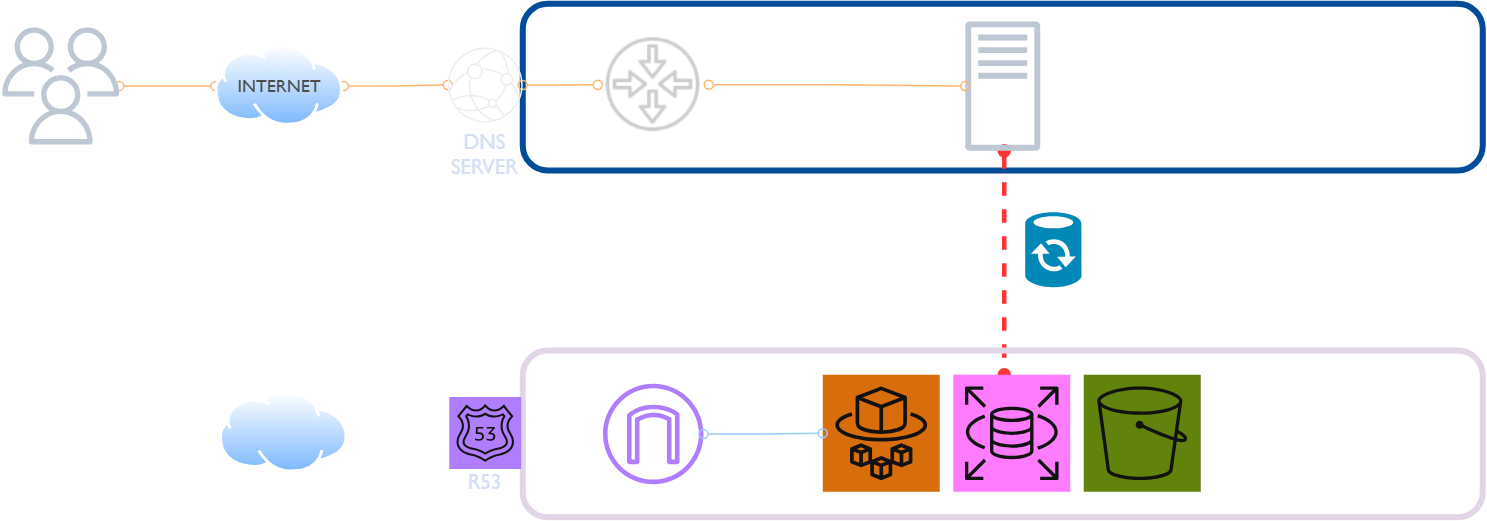 INTERNET
DNS
SERVER
53
R53